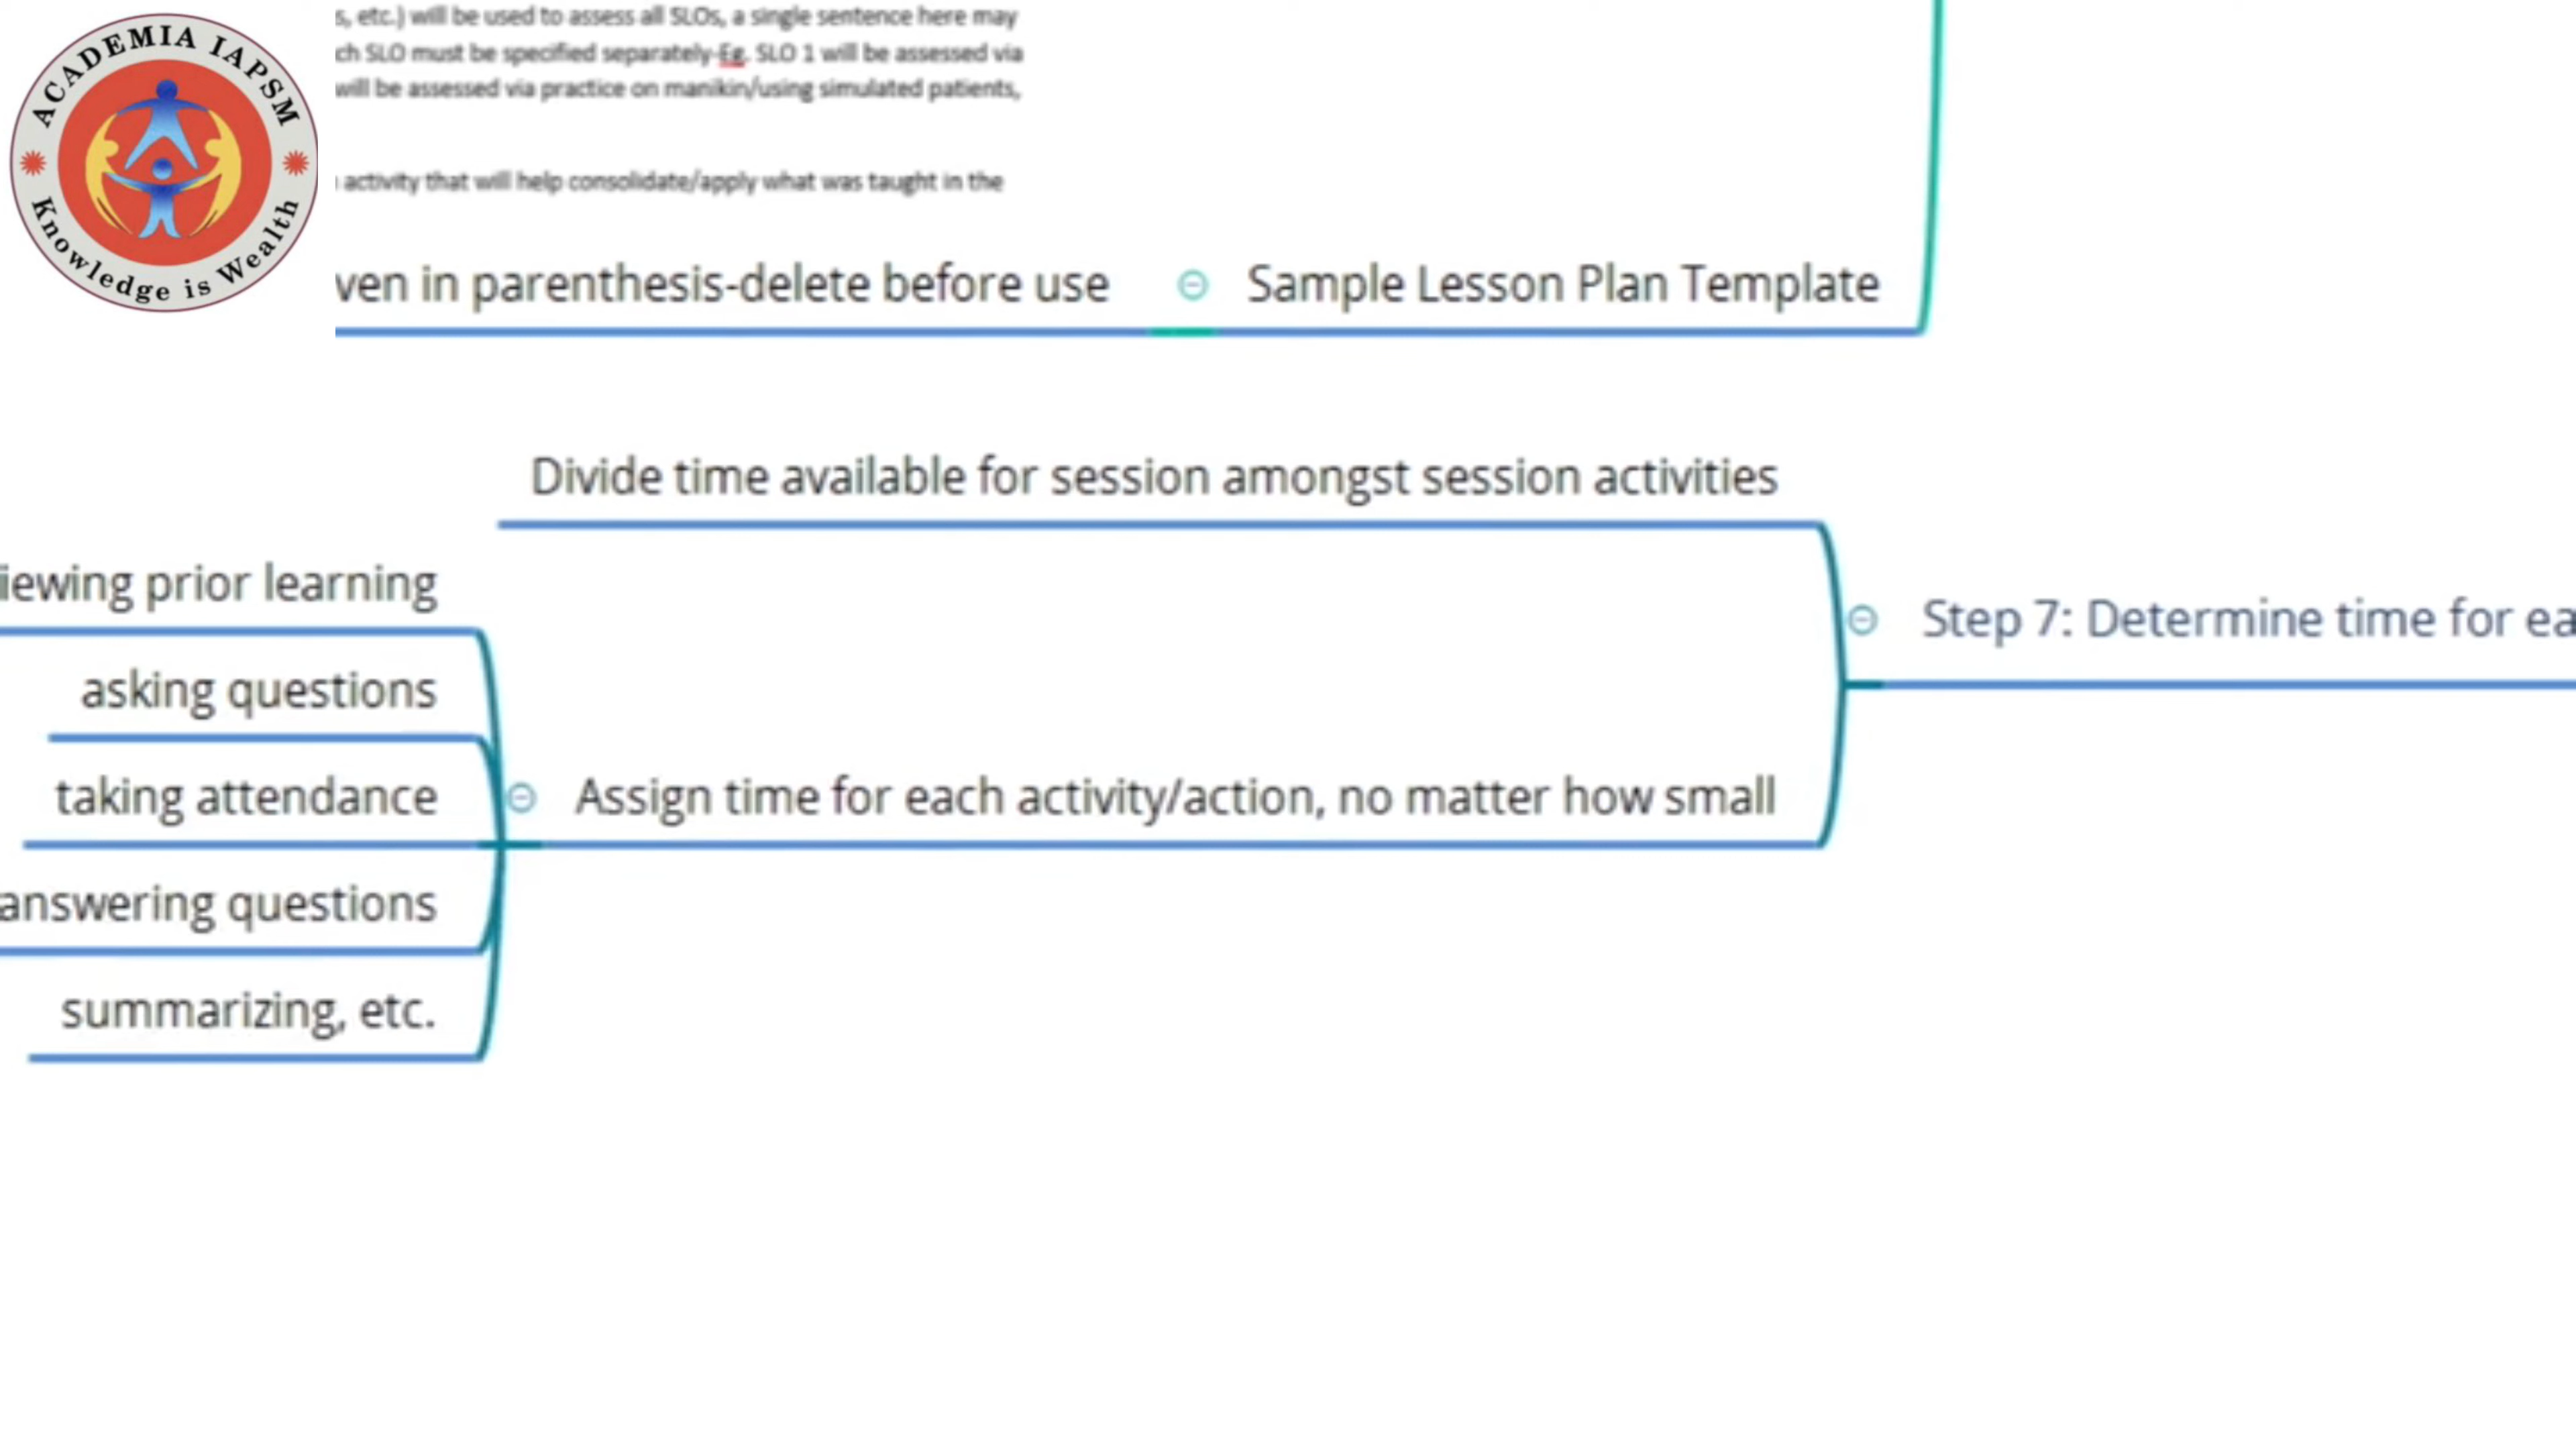 ACADEMIA IAPSM
Knowledge is Wealth
s, etc.) will be used to assess all SLOs, a single sentence here may
ch SLO must be specified separately-Eg. SLO 1 will be assessed via
will be assessed via practice on manikin/using simulated patients,
activity that will help consolidate/apply what was taught in the
ven in parenthesis-delete before use
Sample Lesson Plan Template
Divide time available for session amongst session activities
iewing prior learning
asking questions
taking attendance
answering questions
summarizing, etc.
Assign time for each activity/action, no matter how small
Step 7: Determine time for ea